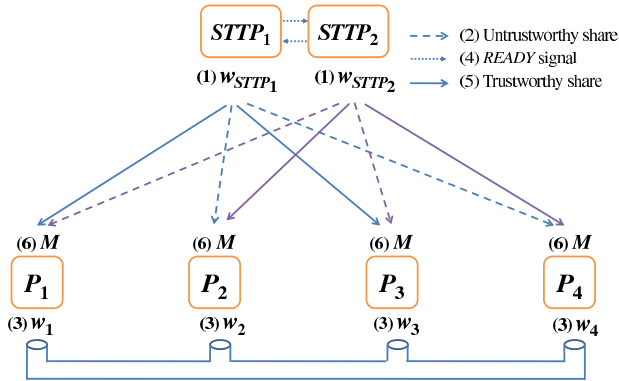 STTP1 STTP2
(2) Untrustworthy share
(4) READY signal
(5) Trustworthy share
(1) wSTTP1 (1) wSTTP2
(6) M (6) M (6) M (6) M
P1 P2 P3 P4
(3) w1 (3) w2 (3) w3 (3) w4